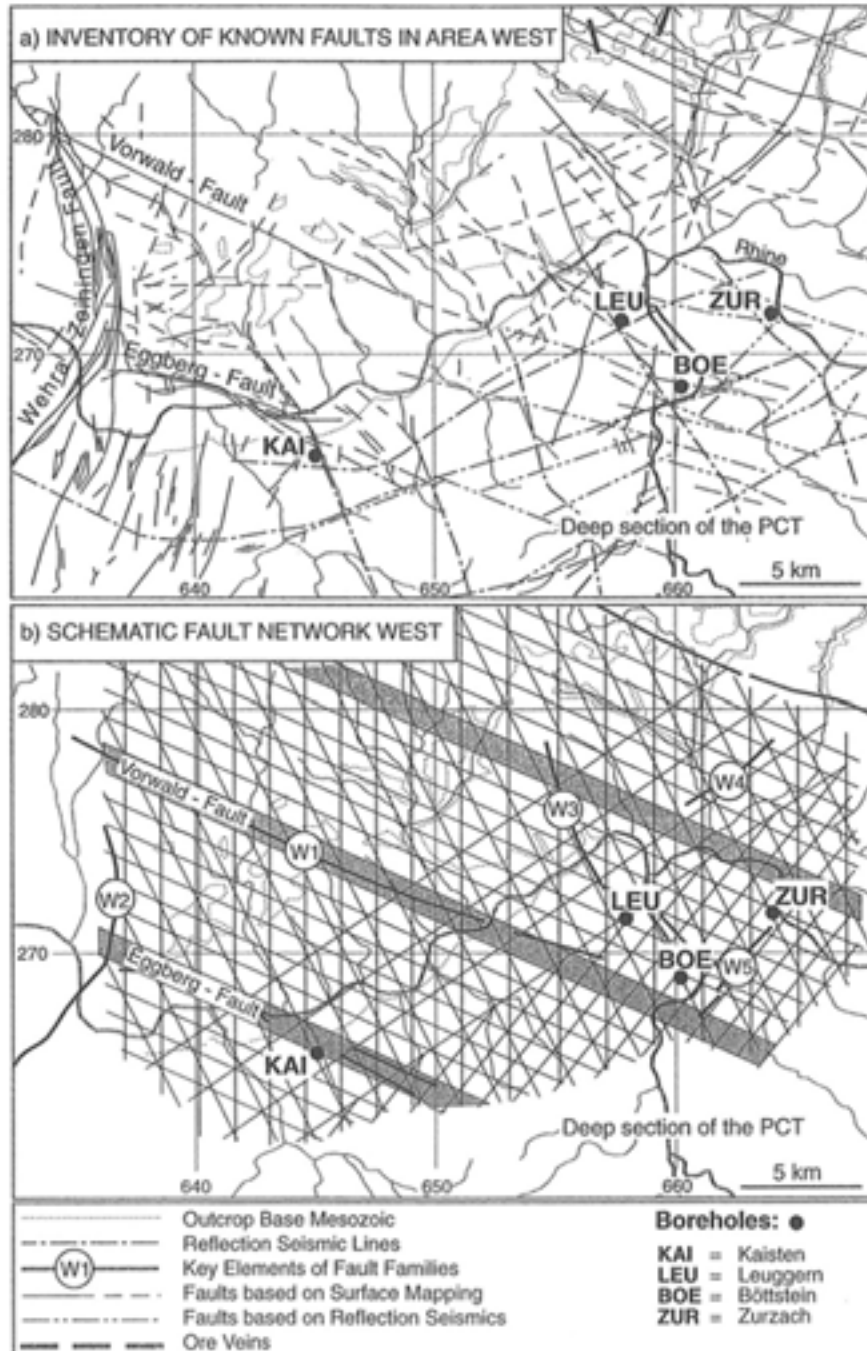 a) INVENTORY OF KNOWN FAULTS IN AREA WEST
280
Vorwald - Fault
Wehra Zeiningen Fault
Rhine
LEU
ZUR
270
Eggberg - Fault
BOE
KAI
Deep section of the PCT
640
650
660
5 km
b) SCHEMATIC FAULT NETWORK WEST
280
Vorwald - Fault
W4
W3
W1
W2
LEU
ZUR
270
BOE
W5
Eggberg - Fault
KAI
Deep section of the PCT
640
650
660
5 km
Outcrop Base Mesozoic
Reflection Seismic Lines
W1 Key Elements of Fault Families
Faults based on Surface Mapping
Faults based on Reflection Seismics
Ore Veins
Boreholes:
KAI = Kaisten
LEU = Leuggern
BOE = Böttstein
ZUR = Zurzach